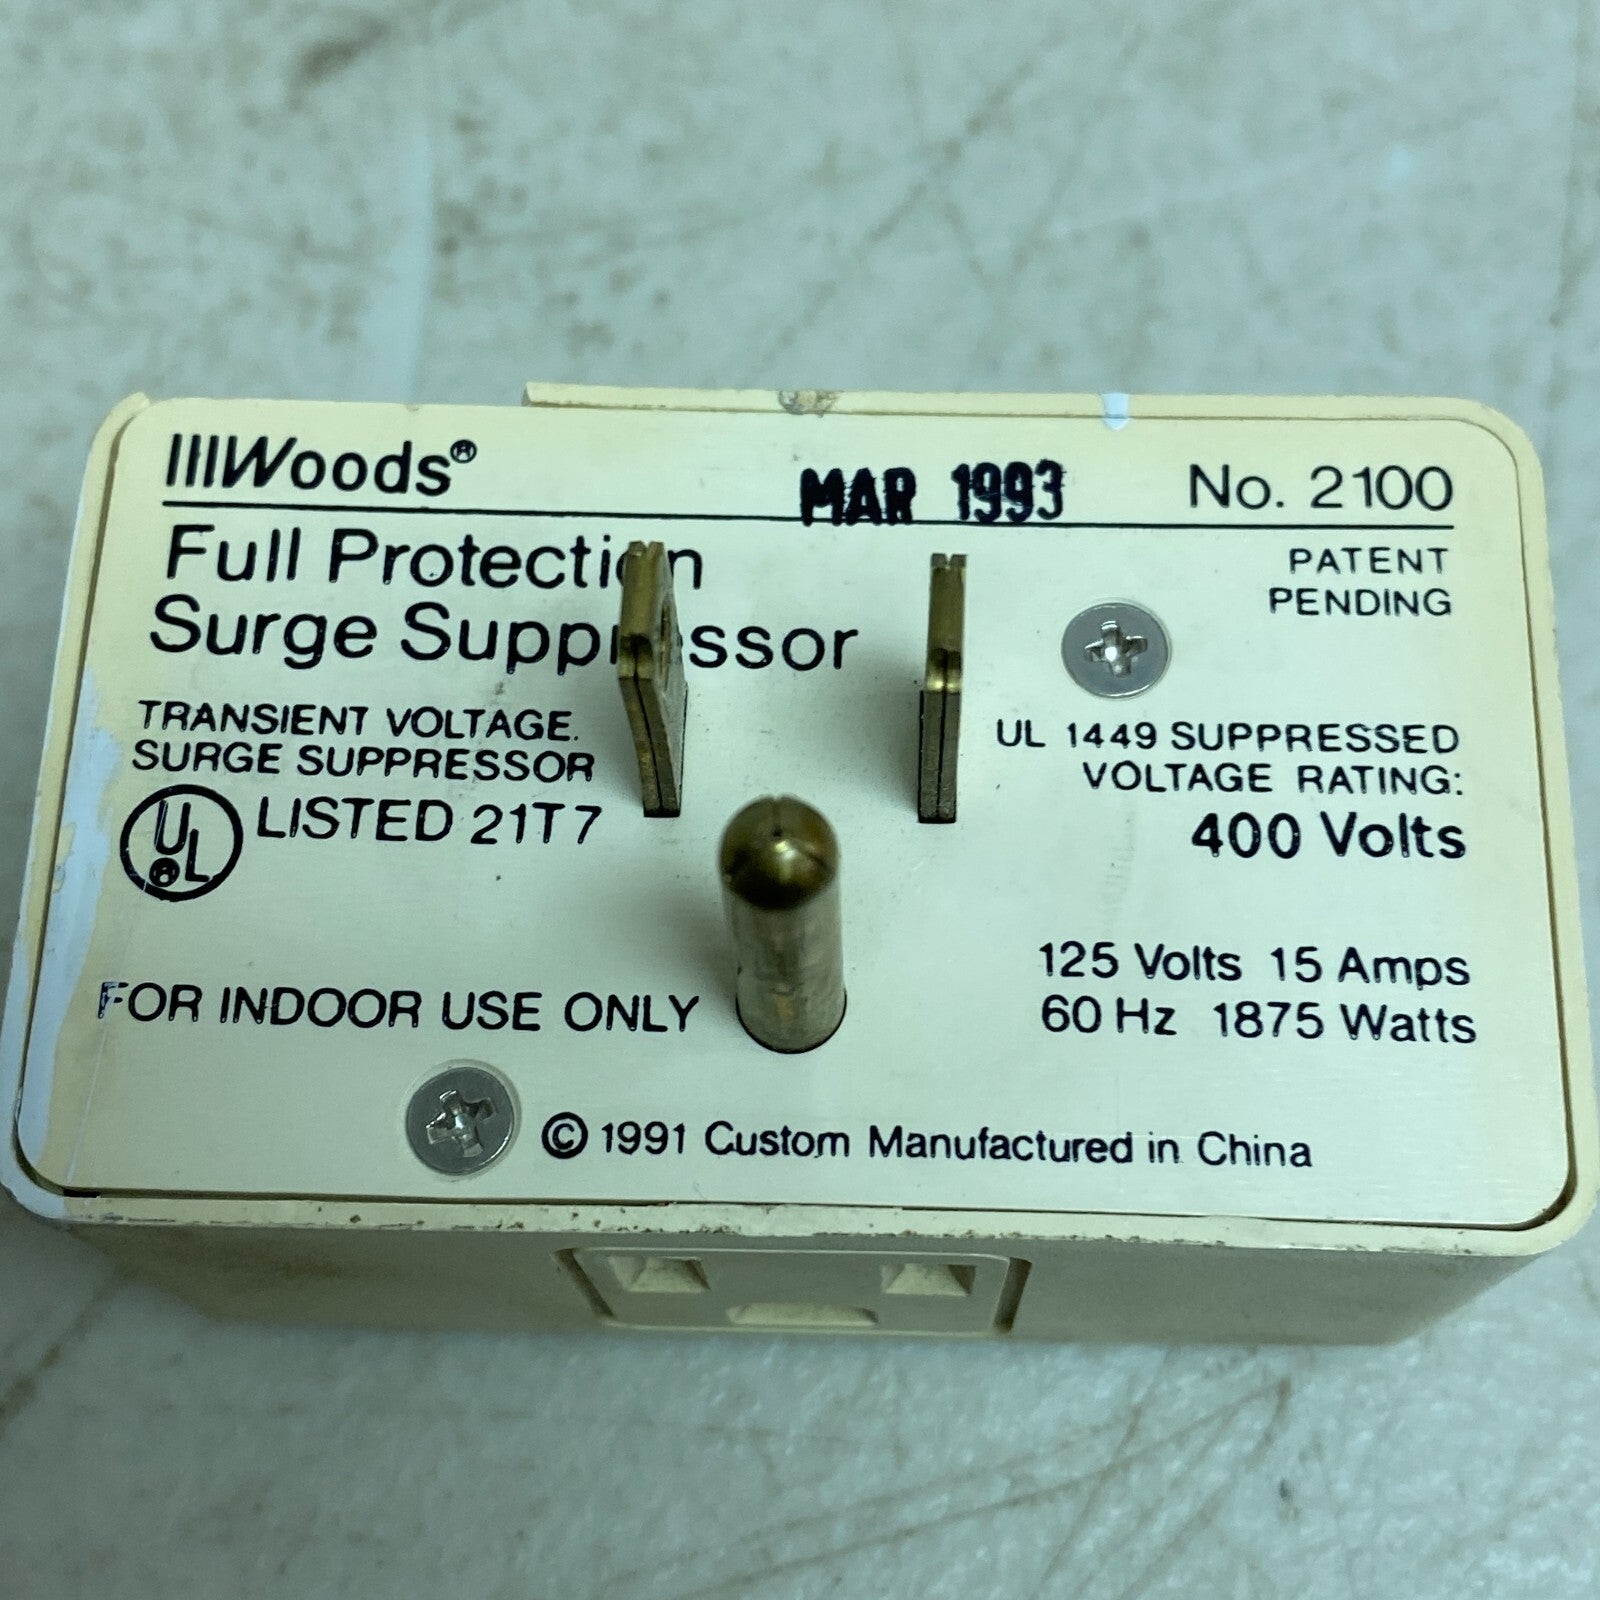 Woods®
MAR 1993
No. 2100
Full Protection
Surge Suppressor
PATENT
PENDING
TRANSIENT VOLTAGE.
SURGE SUPPRESSOR
UL® LISTED 21T7
UL 1449 SUPPRESSED
VOLTAGE RATING:
400 Volts
125 Volts 15 Amps
60 Hz 1875 Watts
FOR INDOOR USE ONLY
© 1991 Custom Manufactured in China